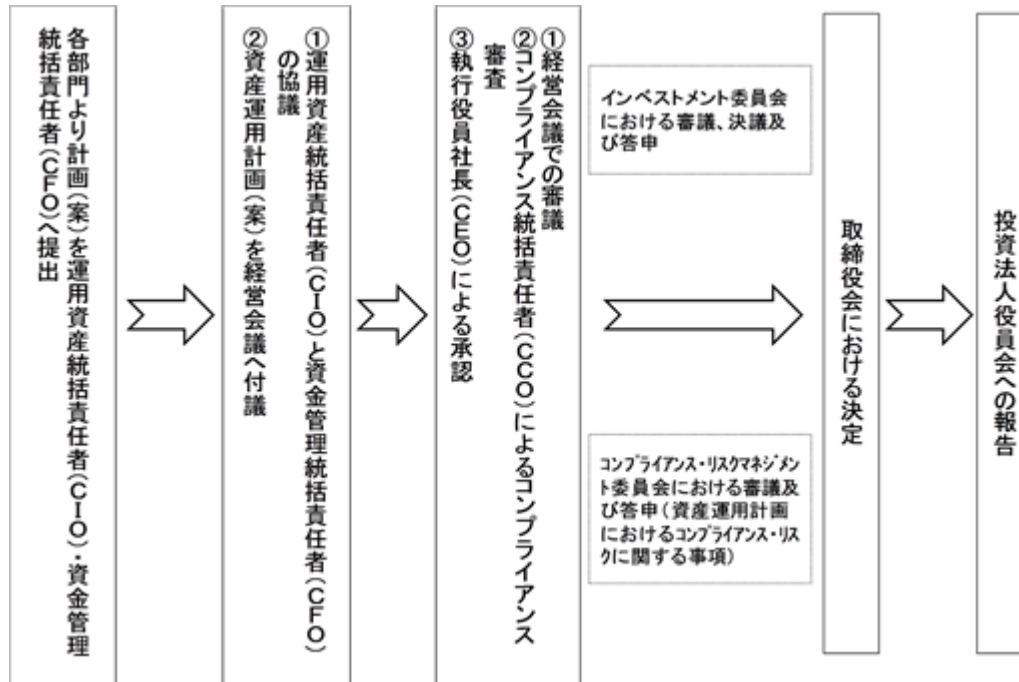 各部門より計画(案)を運用資産統括責任者(CIO)・資金管理
統括責任者(CFO)へ提出
①運用資産統括責任者(CIO)と資金管理統括責任者(CFO)
の協議
②資産運用計画(案)を経営会議へ付議
①経営会議での審議
②コンプライアンス統括責任者(CCO)によるコンプライアンス
審査
③執行役員社長(CEO)による承認
インベストメント委員会
における審議、決議及
び答申
コンプライアンス・リスクマネジメン
ト委員会における審議及
び答申(資産運用計画
におけるコンプライアンス・リス
クに関する事項)
取締役会における決定
投資法人役員会への報告